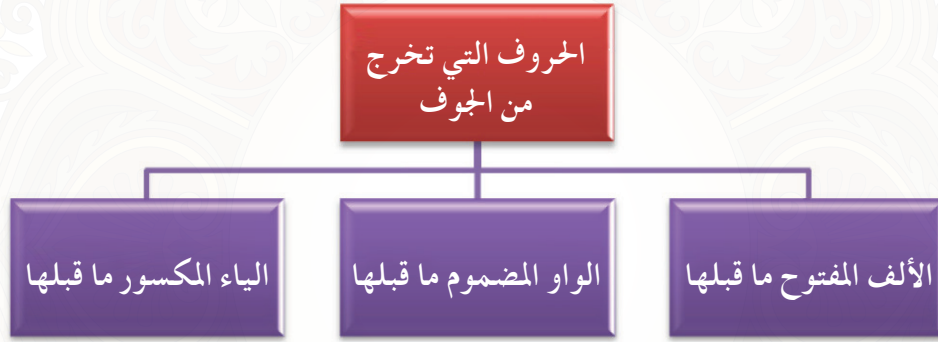 الحروف التي تخرج
من الجوف
الألف المفتوح ما قبلها
الواو المضموم ما قبلها
الياء المكسور ما قبلها